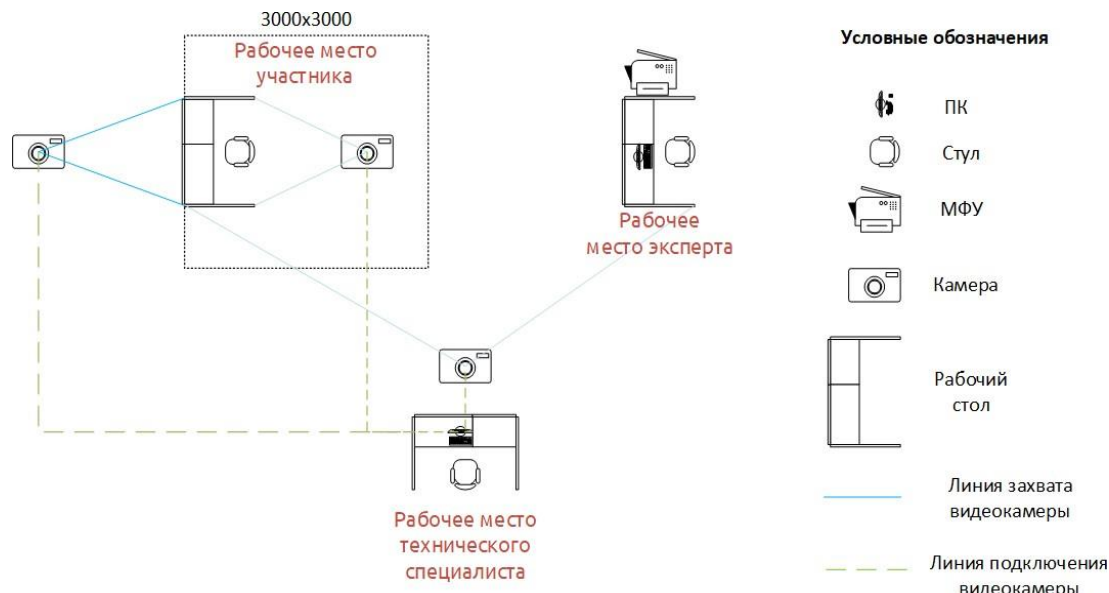 3000х3000
Рабочее место
участника
Рабочее
место эксперта
Рабочее место
технического
специалиста
Условные обозначения
ПК
Стул
МФУ
Камера
Рабочий
стол
Линия захвата
видеокамеры
Линия подключения
видеокамеры